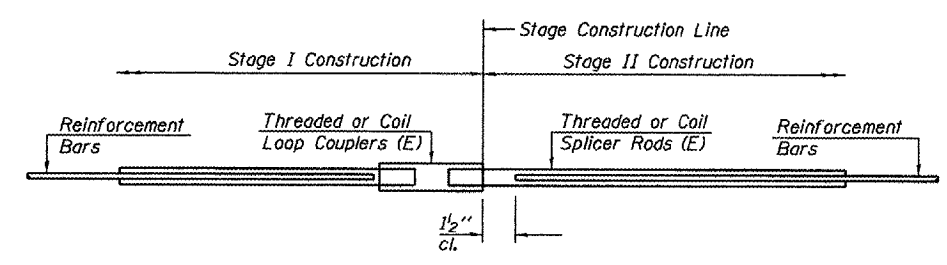 Stage Construction Line
Stage I Construction
Stage II Construction
Reinforcement
Bars
Threaded or Coil
Loop Couplers (E)
Threaded or Coil
Splicer Rods (E)
Reinforcement
Bars
1½"
cl.